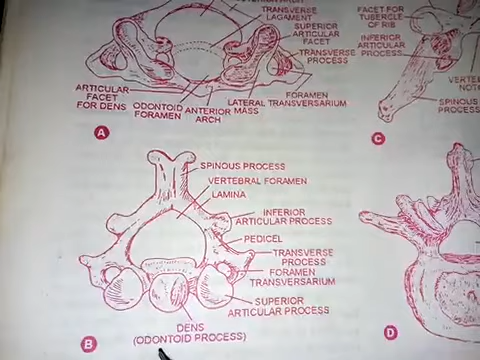 TRANSVERSE
LAGAMENT
SUPERIOR
ARTICULAR
FACET
TRANSVERSE
PROCESS
ARTICULAR
FACET
FOR DENS
ODONTOID
FORAMEN
ANTERIOR
ARCH
LATERAL
MASS
FORAMEN
TRANSVERSARIUM
A
FACET FOR
TUBERCLE
OF RIB
INFERIOR
ARTICULAR
PROCESS
SPINOUS
PROCESS
C
SPINOUS PROCESS
VERTEBRAL FORAMEN
LAMINA
INFERIOR
ARTICULAR PROCESS
PEDICEL
TRANSVERSE
PROCESS
FORAMEN
TRANSVERSARIUM
SUPERIOR
ARTICULAR PROCESS
DENS
(ODONTOID PROCESS)
B
D